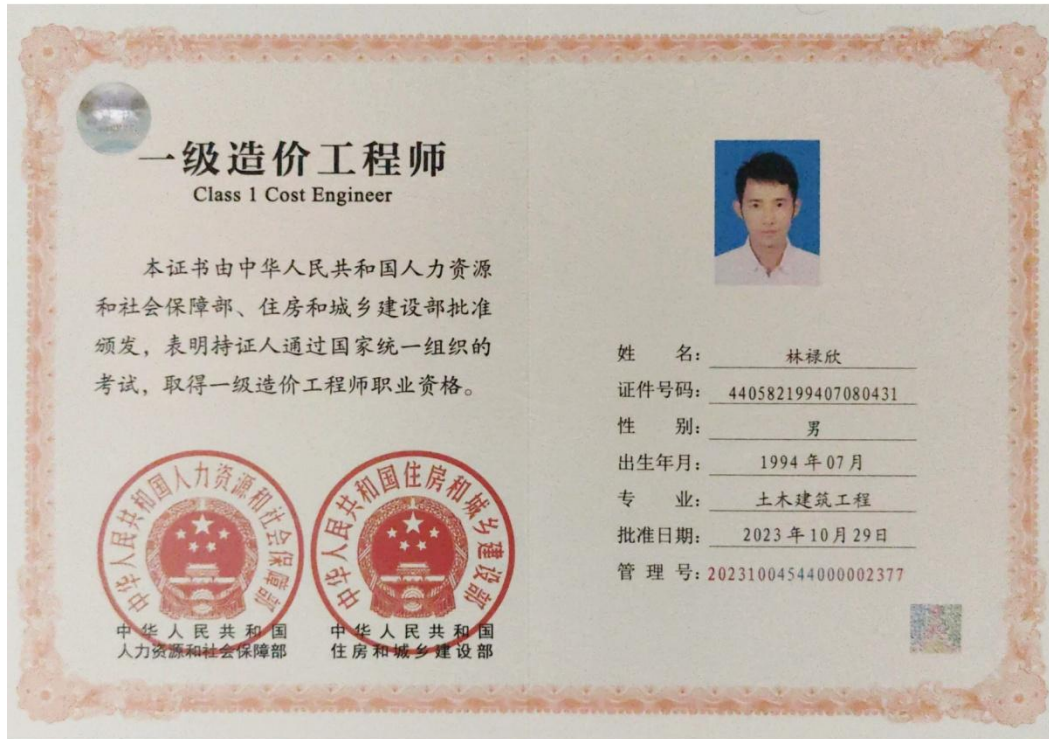 一级造价工程师
Class 1 Cost Engineer
本证书由中华人民共和国人力资源
和社会保障部、住房和城乡建设部批准
颁发，表明持证人通过国家统一组织的
考试，取得一级造价工程师职业资格。
中华人民共和国人力资源和社会保障部
中华人民共和国住房和城乡建设部
中华人民共和国
人力资源和社会保障部
中华人民共和国
住房和城乡建设部
姓 名： 林禄欣
证件号码： 440582199407080431
性 别： 男
出生年月： 1994年07月
专 业： 土木建筑工程
批准日期： 2023年10月29日
管 理 号：20231004544000002377